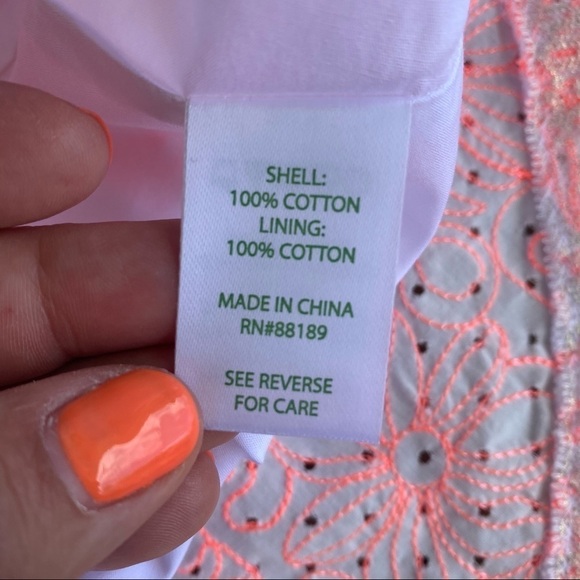 SHELL:
100% COTTON
LINING:
100% COTTON
MADE IN CHINA
RN#88189
SEE REVERSE
FOR CARE